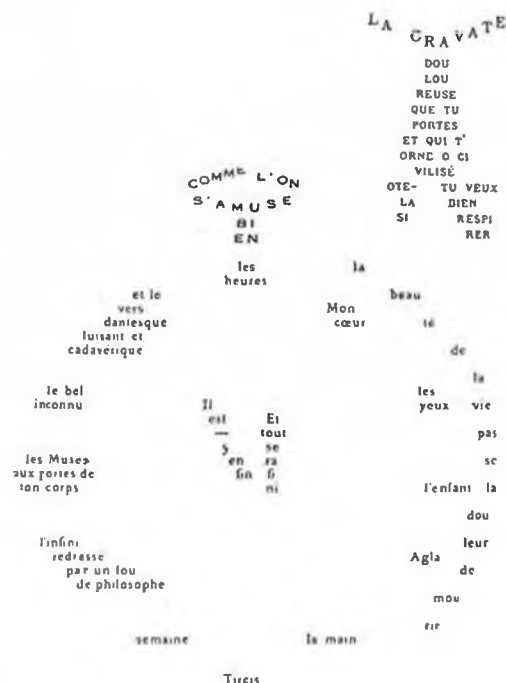 LA CRAVATE
DOU
LOU
REUSE
QUE TU
PORTES
ET QUI T'
ORNE O CI
VILISÉ
OTE- TU VEUX
LA BIEN
SI RESPI
RER
COMME L'ON
S'AMUSE
BI
EN
les
heures
la
beau
té
de
la
vie
pas
se
la
dou
leur
de
mou
rir
Mon
cœur
les
yeux
l'enfant
Agla
la main
Tircis
semaine
l'infini
redresse
par un fou
de philosophe
les Muses
aux portes de
ton corps
le bel
inconnu
et le
vers
dantesque
luisant et
cadavérique
Il
est
—
5
en
fin
Et
tout
se
ra
fi
ni